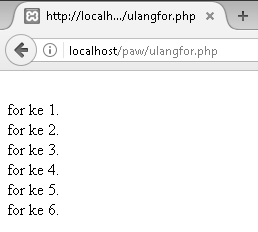 http://localh.../ulangfor.php
localhost/paw/ulangfor.php
for ke 1.
for ke 2.
for ke 3.
for ke 4.
for ke 5.
for ke 6.